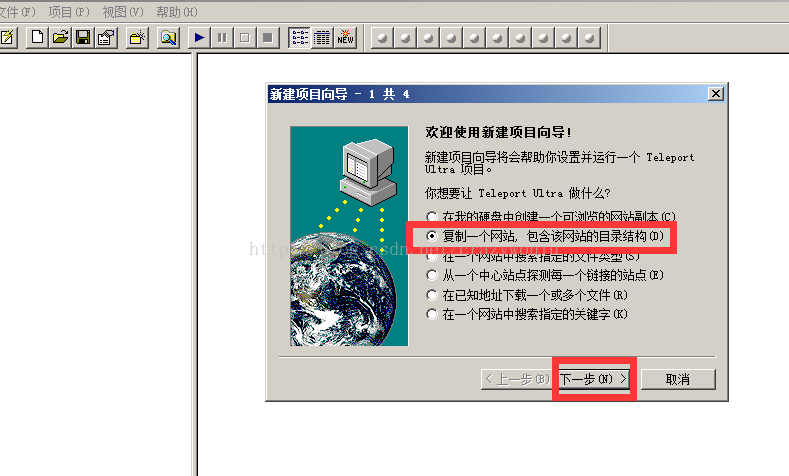 文件(F) 项目(P) 视图(V) 帮助(H)
NEW
新建项目向导 - 1 共 4
欢迎使用新建项目向导!
新建项目向导将会帮助你设置并运行一个 Teleport
Ultra 项目。
你想要让 Teleport Ultra 做什么?
在我的硬盘中创建一个可浏览的网站副本(C)
复制一个网站, 包含该网站的目录结构(D)
在一个网站中搜索指定的文件类型(S)
从一个中心站点探测每一个链接的站点(E)
在已知地址下载一个或多个文件(R)
在一个网站中搜索指定的关键字(K)
< 上一步(B) 下一步(N) > 取消